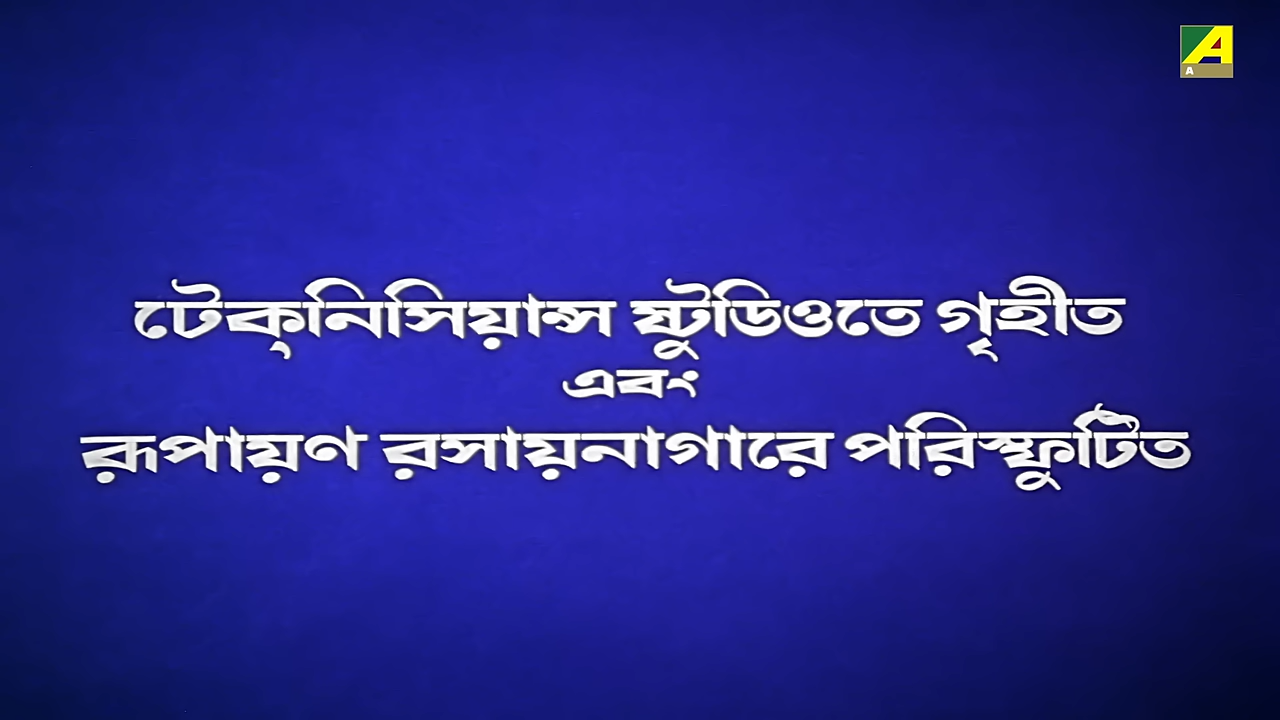 A
A
টেক্‌নিসিয়ান্স ষ্টুডিওতে গৃহীত
এবং
রূপায়ণ রসায়নাগারে পরিস্ফুটিত